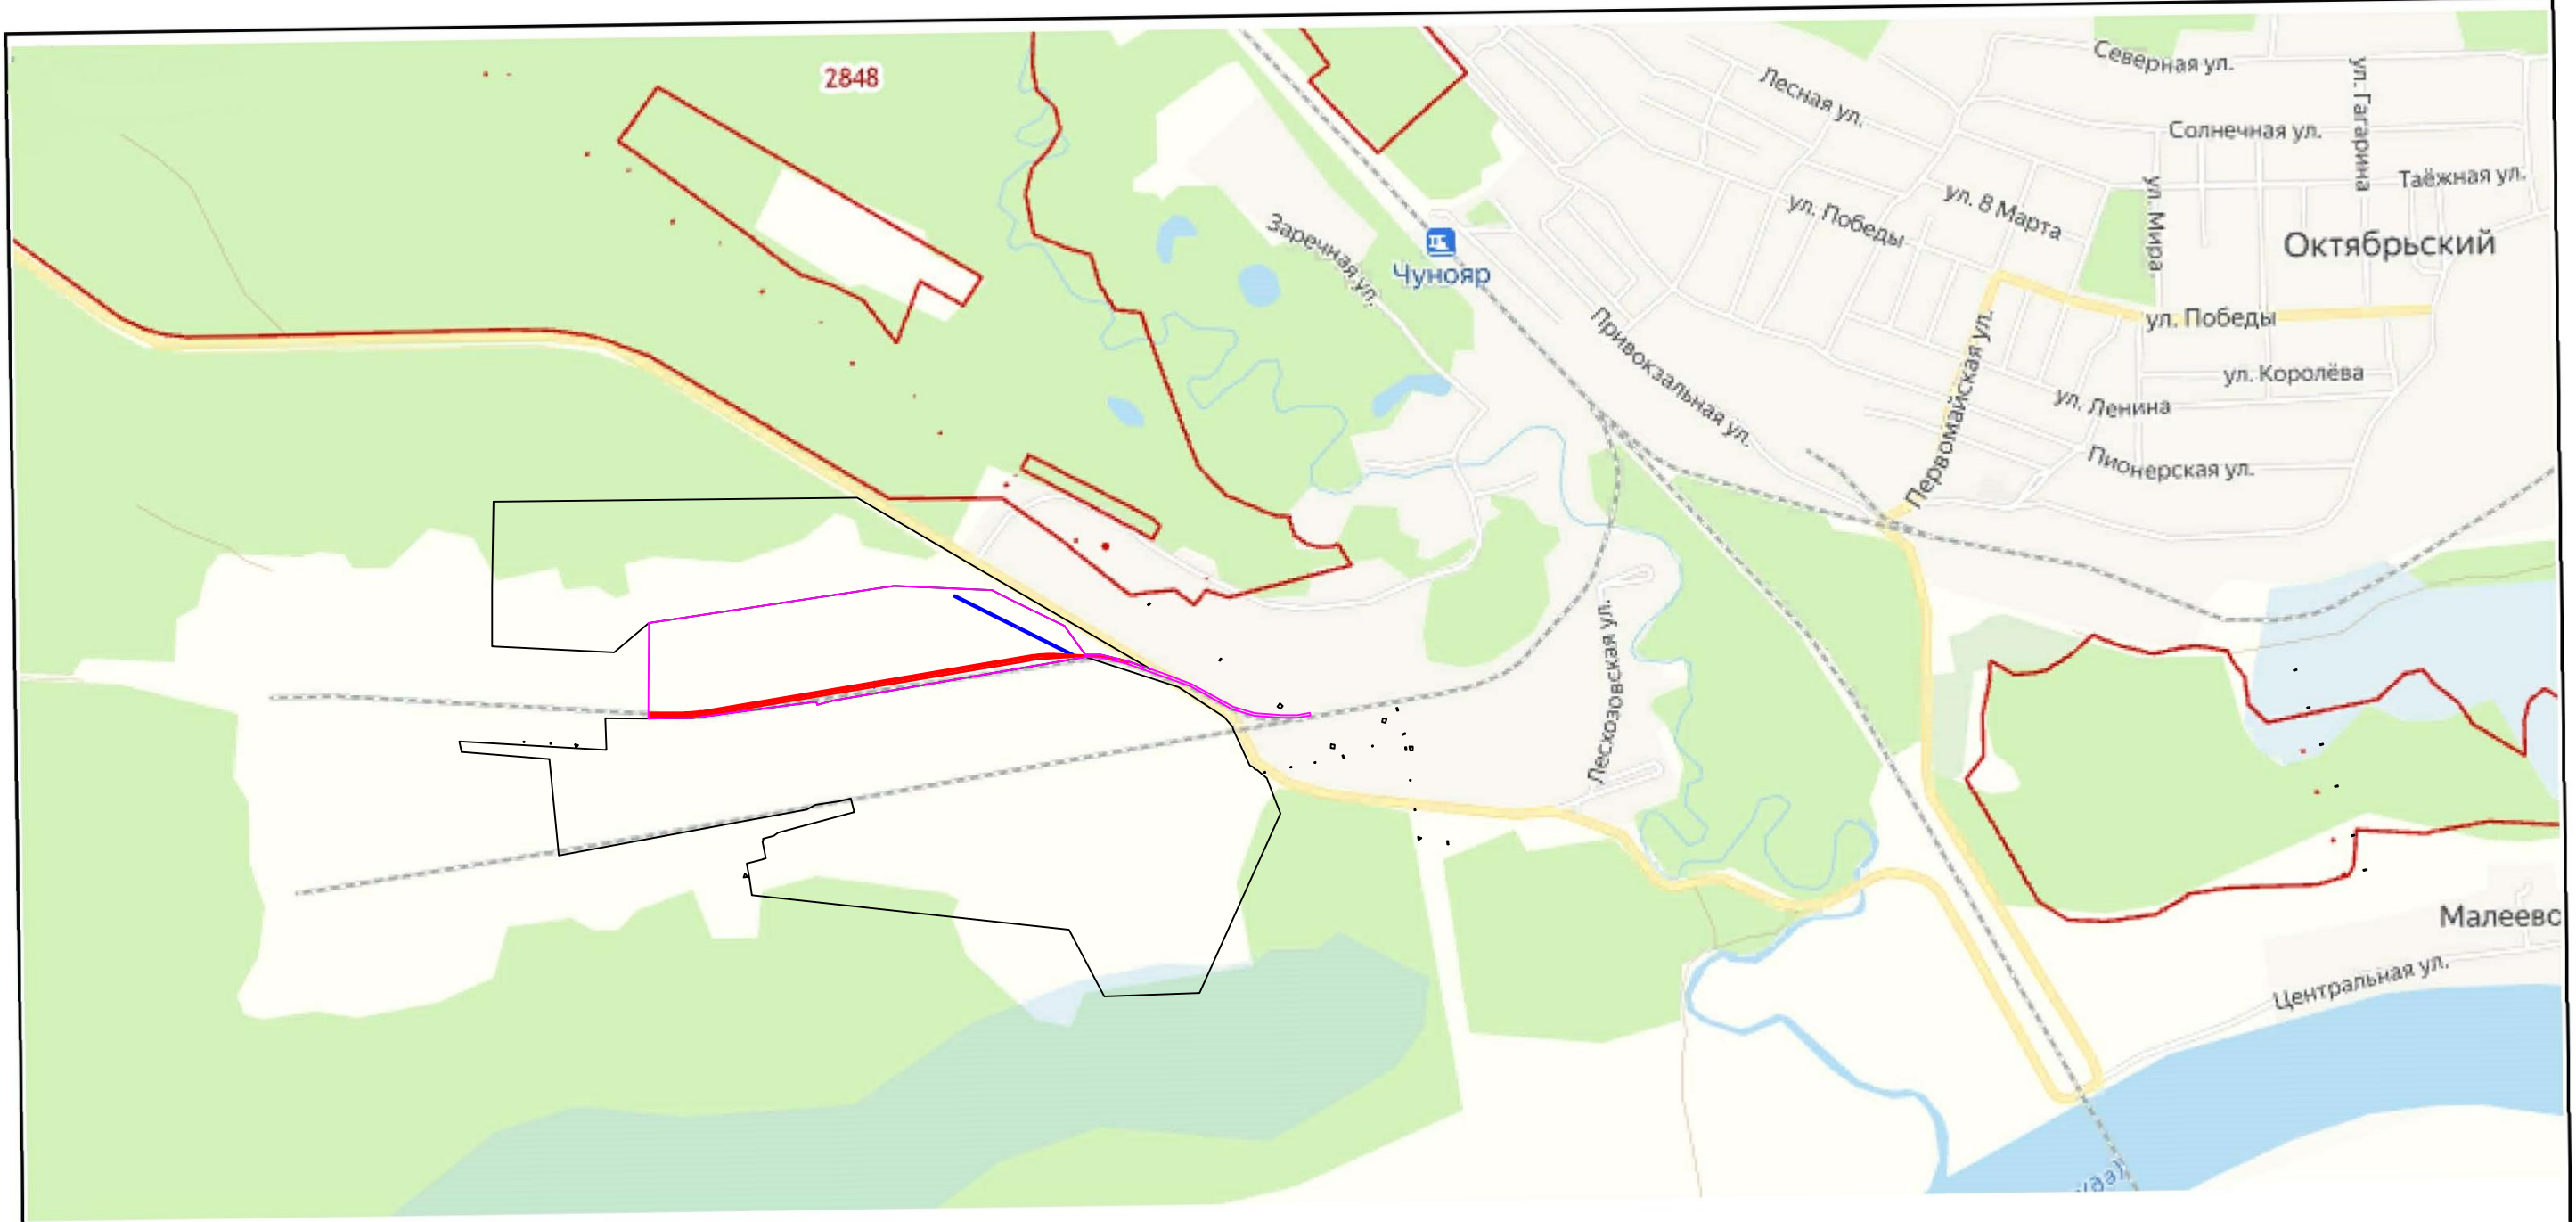 Северная ул.
2848
Лесная ул.
ул. Гагарина
Солнечная ул.
Таёжная ул.
ул. Мира
ул. 8 Марта
ул. Победы
Заречная ул.
Октябрьский
Чунояр
ул. Победы
Привокзальная ул.
Первомайская ул.
ул. Королёва
ул. Ленина
Пионерская ул.
Лесхозовская ул.
Малеево
Центральная ул.